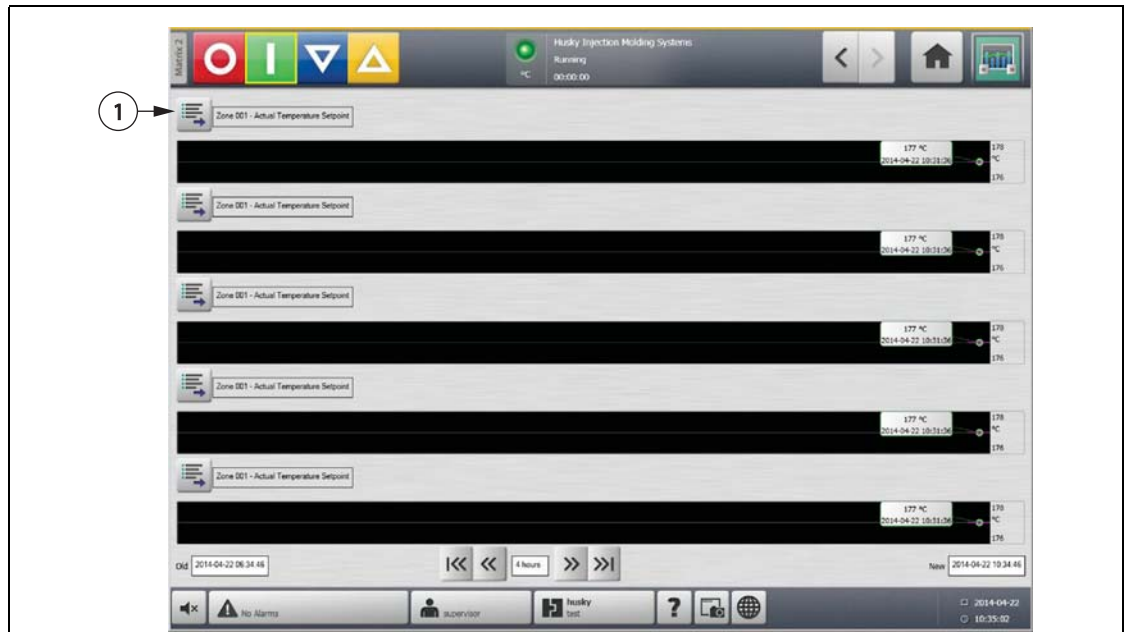 Matrix 2
Husky Injection Molding Systems
Running
°C 00:00:00
1
Zone 001 - Actual Temperature Setpoint
177 °C
2014-04-22 10:31:36
178
°C
176
Zone 001 - Actual Temperature Setpoint
177 °C
2014-04-22 10:31:36
178
°C
176
Zone 001 - Actual Temperature Setpoint
177 °C
2014-04-22 10:31:36
178
°C
176
Zone 001 - Actual Temperature Setpoint
177 °C
2014-04-22 10:31:36
178
°C
176
Zone 001 - Actual Temperature Setpoint
177 °C
2014-04-22 10:31:36
178
°C
176
Old 2014-04-22 06.34.46 4 hours New 2014-04-22 10.34.46
No Alarms supervisor husky ? 2014-04-22
test 10:35:02